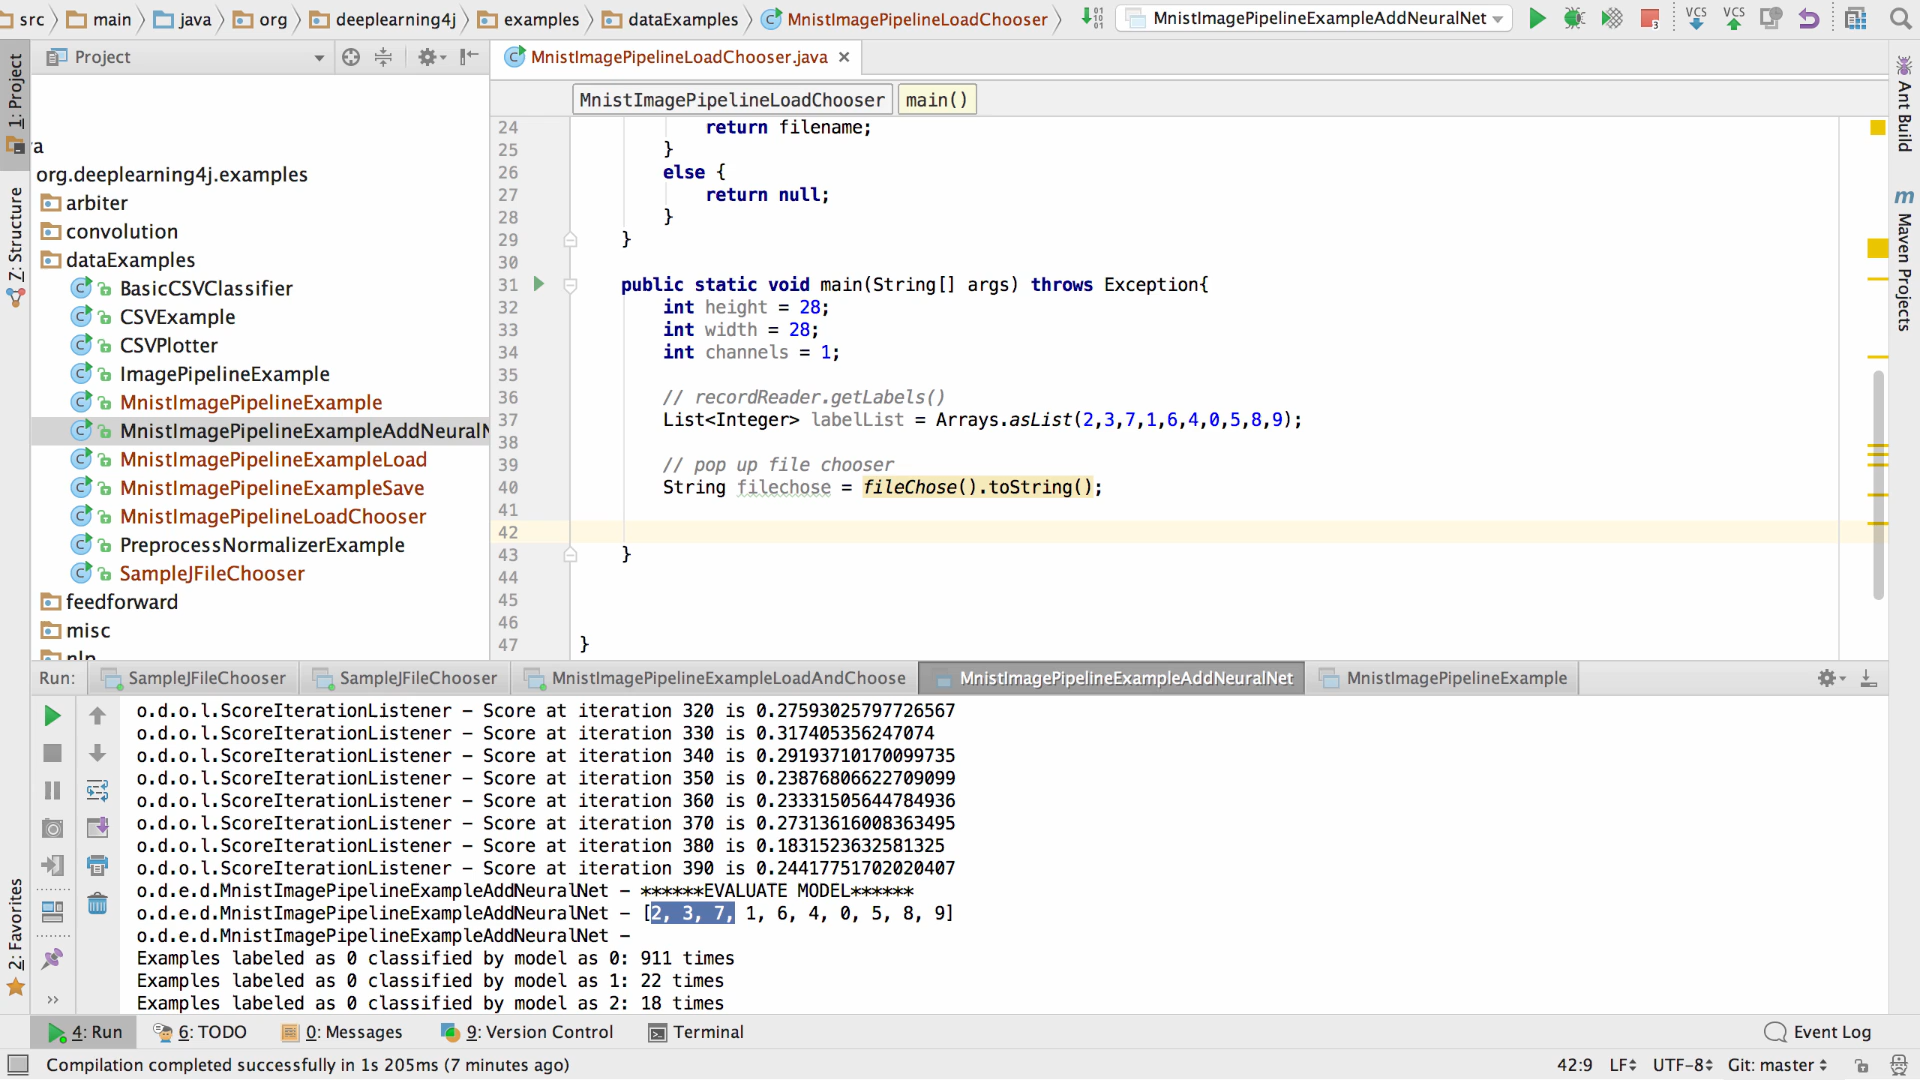 src main java org deeplearning4j examples dataExamples MnistImagePipelineLoadChooser MnistImagePipelineExampleAddNeuralNet VCS VCS
Project
MnistImagePipelineLoadChooser.java
MnistImagePipelineLoadChooser main()
1: Project
Z: Structure
2: Favorites
Ant Build
Maven Projects
va
org.deeplearning4j.examples
arbiter
convolution
dataExamples
BasicCSVClassifier
CSVExample
CSVPlotter
ImagePipelineExample
MnistImagePipelineExample
MnistImagePipelineExampleAddNeuralN
MnistImagePipelineExampleLoad
MnistImagePipelineExampleSave
MnistImagePipelineLoadChooser
PreprocessNormalizerExample
SampleJFileChooser
feedforward
misc
nlp
24 return filename;
25 }
26 else {
27 return null;
28 }
29 }
30
31 public static void main(String[] args) throws Exception{
32 int height = 28;
33 int width = 28;
34 int channels = 1;
35
36 // recordReader.getLabels()
37 List<Integer> labelList = Arrays.asList(2,3,7,1,6,4,0,5,8,9);
38
39 // pop up file chooser
40 String filechose = fileChose().toString();
41
42
43 }
44
45
46
47 }
Run: SampleJFileChooser SampleJFileChooser MnistImagePipelineExampleLoadAndChoose MnistImagePipelineExampleAddNeuralNet MnistImagePipelineExample
o.d.o.l.ScoreIterationListener – Score at iteration 320 is 0.27593025797726567
o.d.o.l.ScoreIterationListener – Score at iteration 330 is 0.317405356247074
o.d.o.l.ScoreIterationListener – Score at iteration 340 is 0.29193710170099735
o.d.o.l.ScoreIterationListener – Score at iteration 350 is 0.23876806622709099
o.d.o.l.ScoreIterationListener – Score at iteration 360 is 0.23331505644784936
o.d.o.l.ScoreIterationListener – Score at iteration 370 is 0.27313616008363495
o.d.o.l.ScoreIterationListener – Score at iteration 380 is 0.1831523632581325
o.d.o.l.ScoreIterationListener – Score at iteration 390 is 0.24417751702020407
o.d.e.d.MnistImagePipelineExampleAddNeuralNet – ******EVALUATE MODEL******
o.d.e.d.MnistImagePipelineExampleAddNeuralNet – [2, 3, 7, 1, 6, 4, 0, 5, 8, 9]
o.d.e.d.MnistImagePipelineExampleAddNeuralNet –
Examples labeled as 0 classified by model as 0: 911 times
Examples labeled as 0 classified by model as 1: 22 times
Examples labeled as 0 classified by model as 2: 18 times
4: Run 6: TODO 0: Messages 9: Version Control Terminal Event Log
Compilation completed successfully in 1s 205ms (7 minutes ago) 42:9 LF UTF-8 Git: master